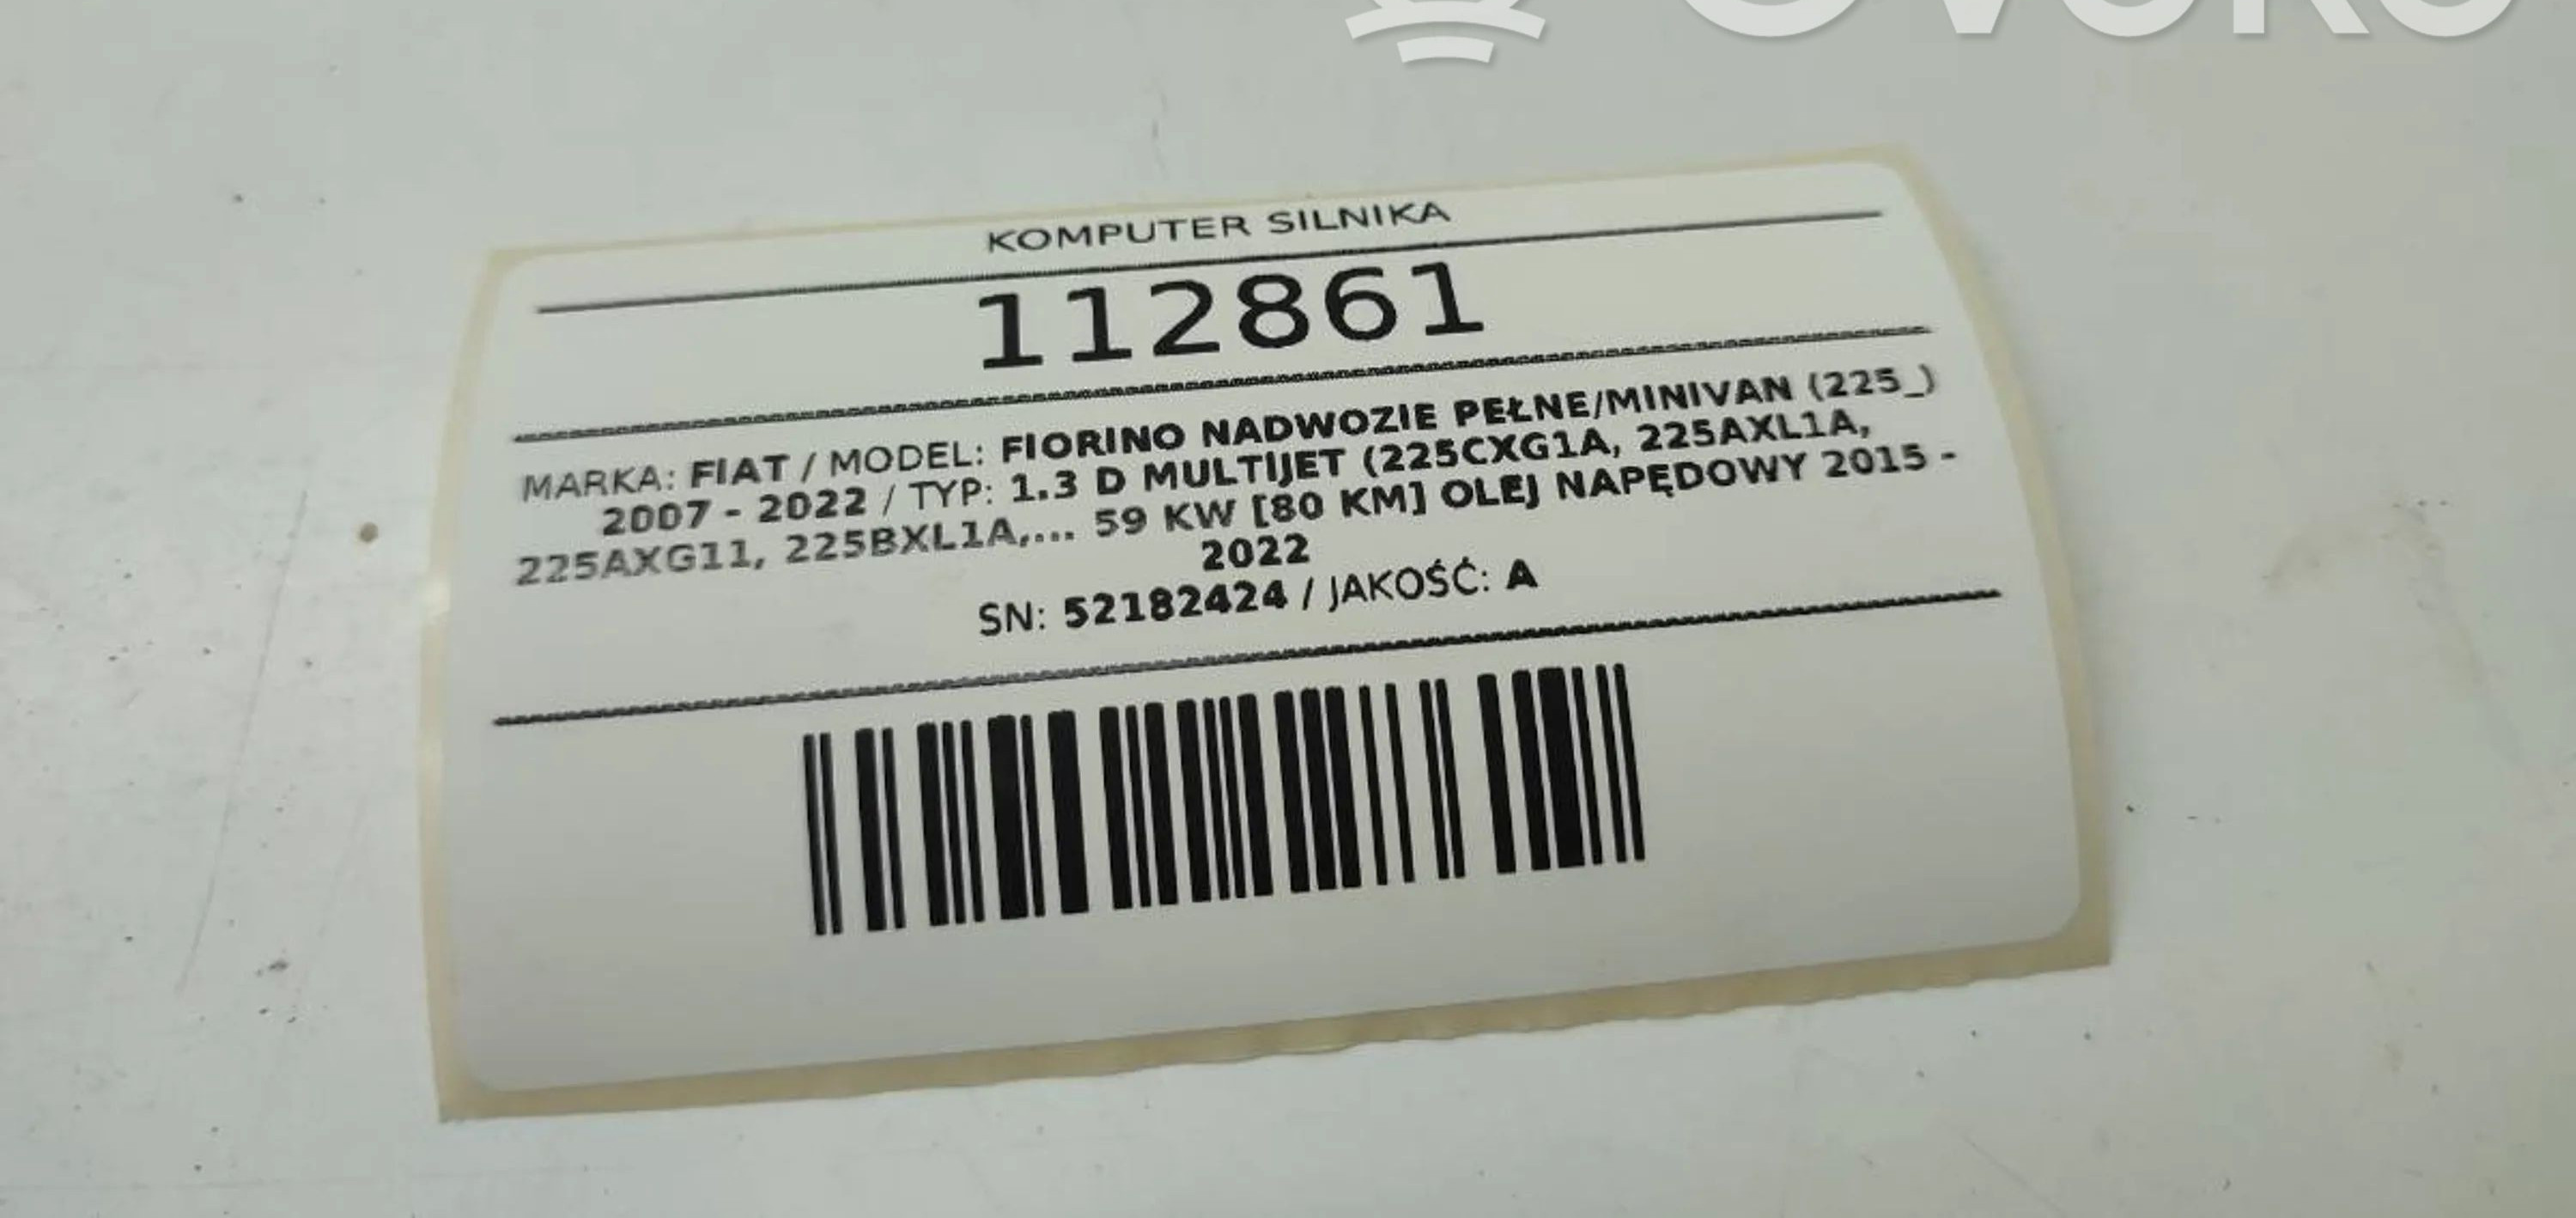 KOMPUTER SILNIKA
112861
MARKA: FIAT / MODEL: FIORINO NADWOZIE PEŁNE/MINIVAN (225_)
2007 - 2022 / TYP: 1.3 D MULTIJET (225CXG1A, 225AXL1A,
225AXG11, 225BXL1A,... 59 KW [80 KM] OLEJ NAPĘDOWY 2015 -
2022
SN: 52182424 / JAKOŚĆ: A